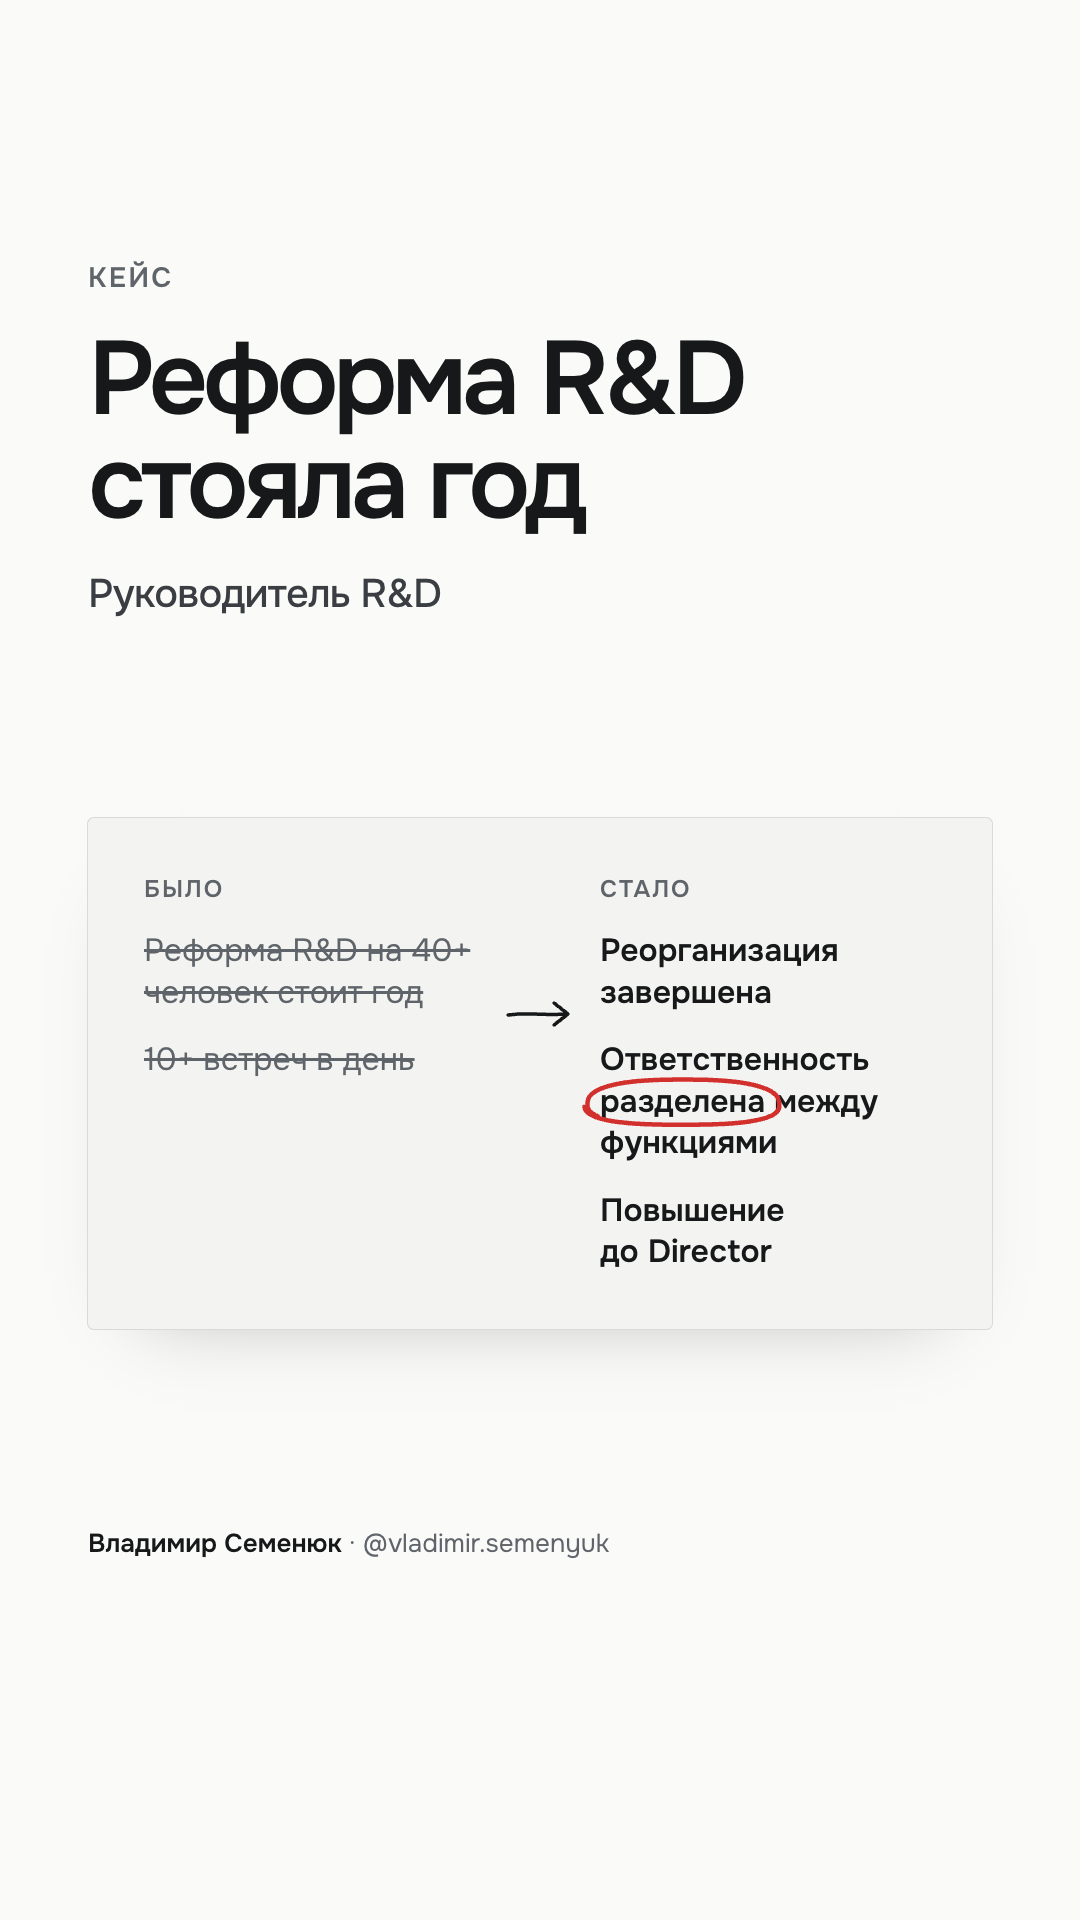 КЕЙС
Реформа R&D
стояла год
Руководитель R&D
БЫЛО
Реформа R&D на 40+
человек стоит год
10+ встреч в день
СТАЛО
Реорганизация
завершена
Ответственность
разделена между
функциями
Повышение
до Director
Владимир Семенюк · @vladimir.semenyuk